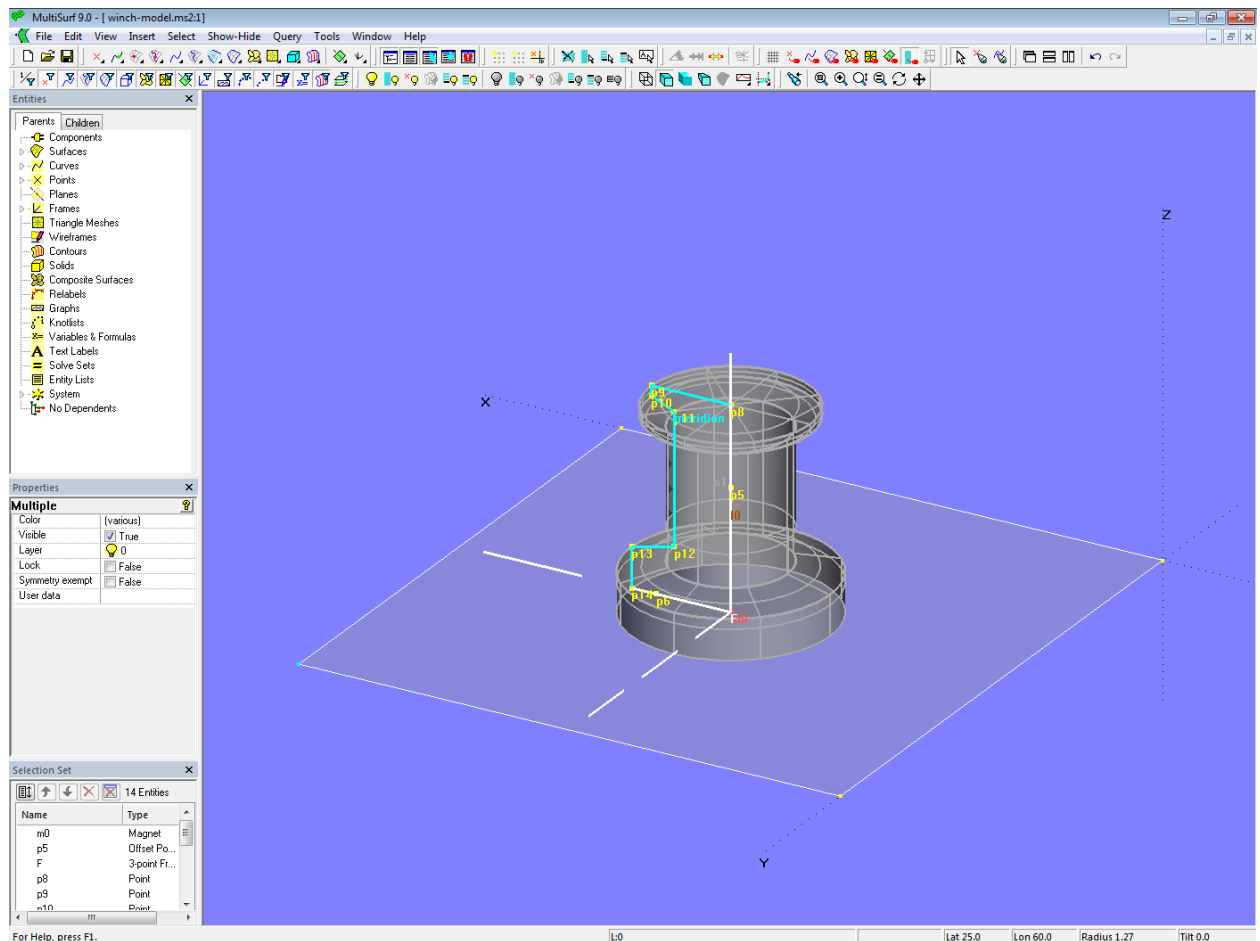 MultiSurf 9.0 - [ winch-model.ms2:1]
File Edit View Insert Select Show-Hide Query Tools Window Help
Entities
Parents Children
Components
Surfaces
Curves
Points
Planes
Frames
Triangle Meshes
Wireframes
Contours
Solids
Composite Surfaces
Relabels
Graphs
Knotlists
Variables & Formulas
Text Labels
Solve Sets
Entity Lists
System
No Dependents
Properties
Multiple
Color (various)
Visible True
Layer 0
Lock False
Symmetry exempt False
User data
Selection Set
14 Entities
Name Type
m0 Magnet
p5 Offset Po...
F 3-point Fr...
p8 Point
p9 Point
p10 Point
Z
X
p9
p10
p8
p11
meridian
s1
p5
l0
p13
p12
p14
p6
F
Y
For Help, press F1.
L:0
Lat 25.0 Lon 60.0 Radius 1.27 Tilt 0.0